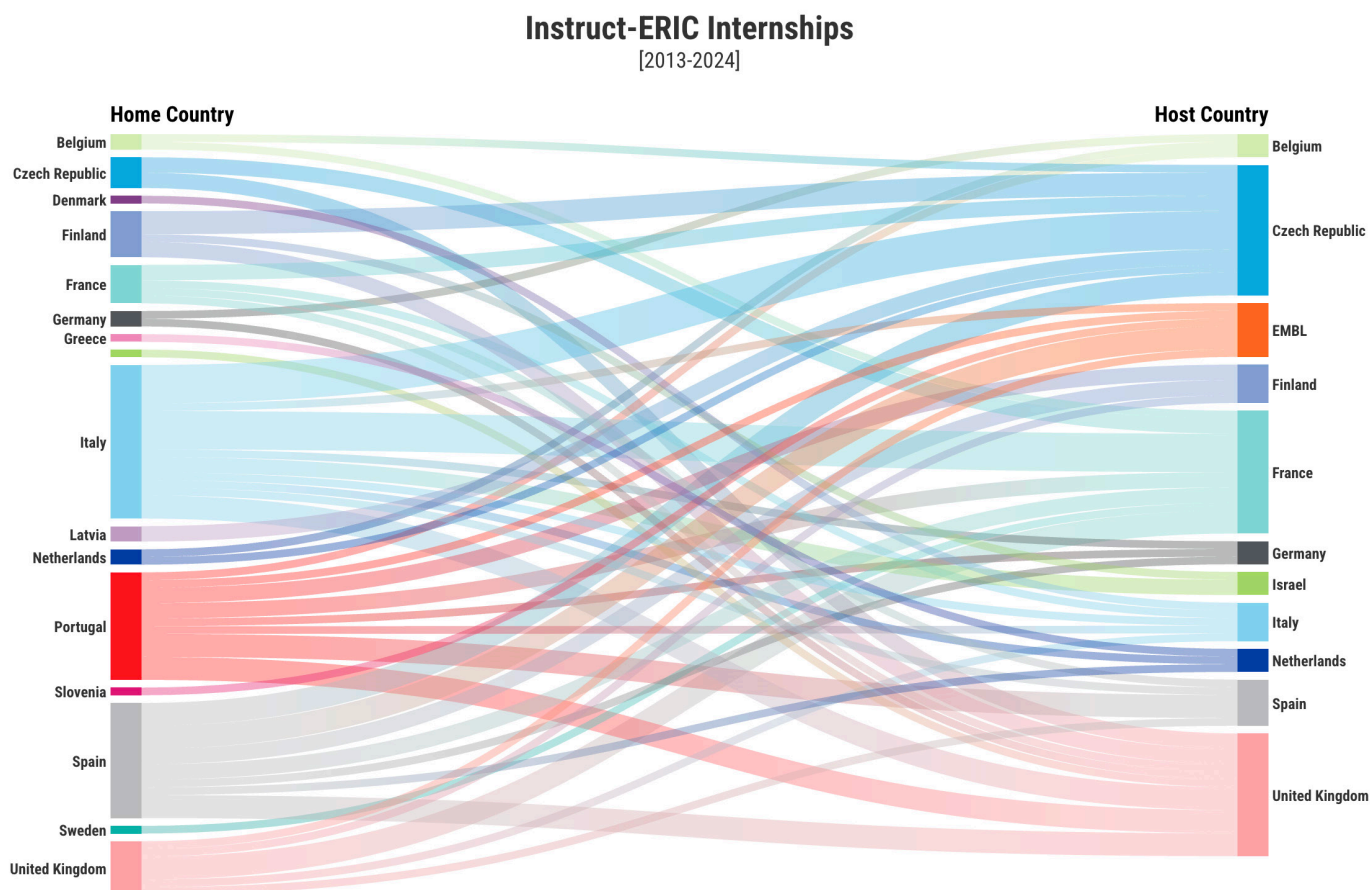 Instruct-ERIC Internships
[2013-2024]
Home Country
Host Country
Belgium
Czech Republic
Denmark
Finland
France
Germany
Greece
Italy
Latvia
Netherlands
Portugal
Slovenia
Spain
Sweden
United Kingdom
Belgium
Czech Republic
EMBL
Finland
France
Germany
Israel
Italy
Netherlands
Spain
United Kingdom